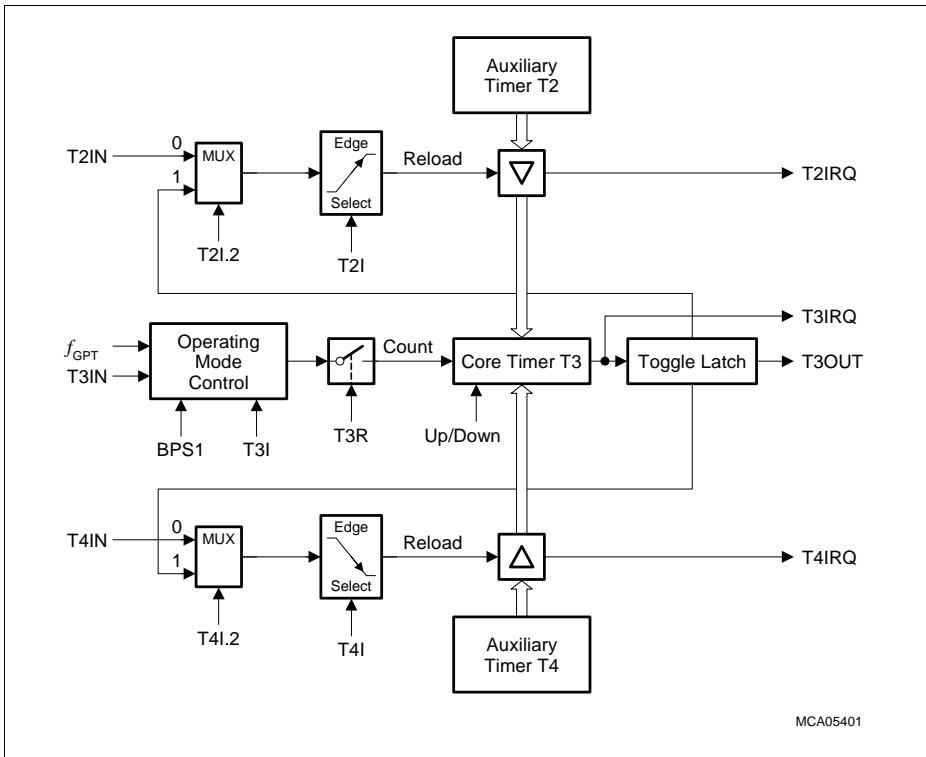 Auxiliary
Timer T2
T2IN
0
1
MUX
Edge
Select
Reload
T2IRQ
T2I.2
T2I
T3IRQ
fGPT
T3IN
Operating
Mode
Control
Count
Core Timer T3
Toggle Latch
T3OUT
BPS1
T3I
T3R
Up/Down
T4IN
0
1
MUX
Edge
Select
Reload
T4IRQ
T4I.2
T4I
Auxiliary
Timer T4
MCA05401